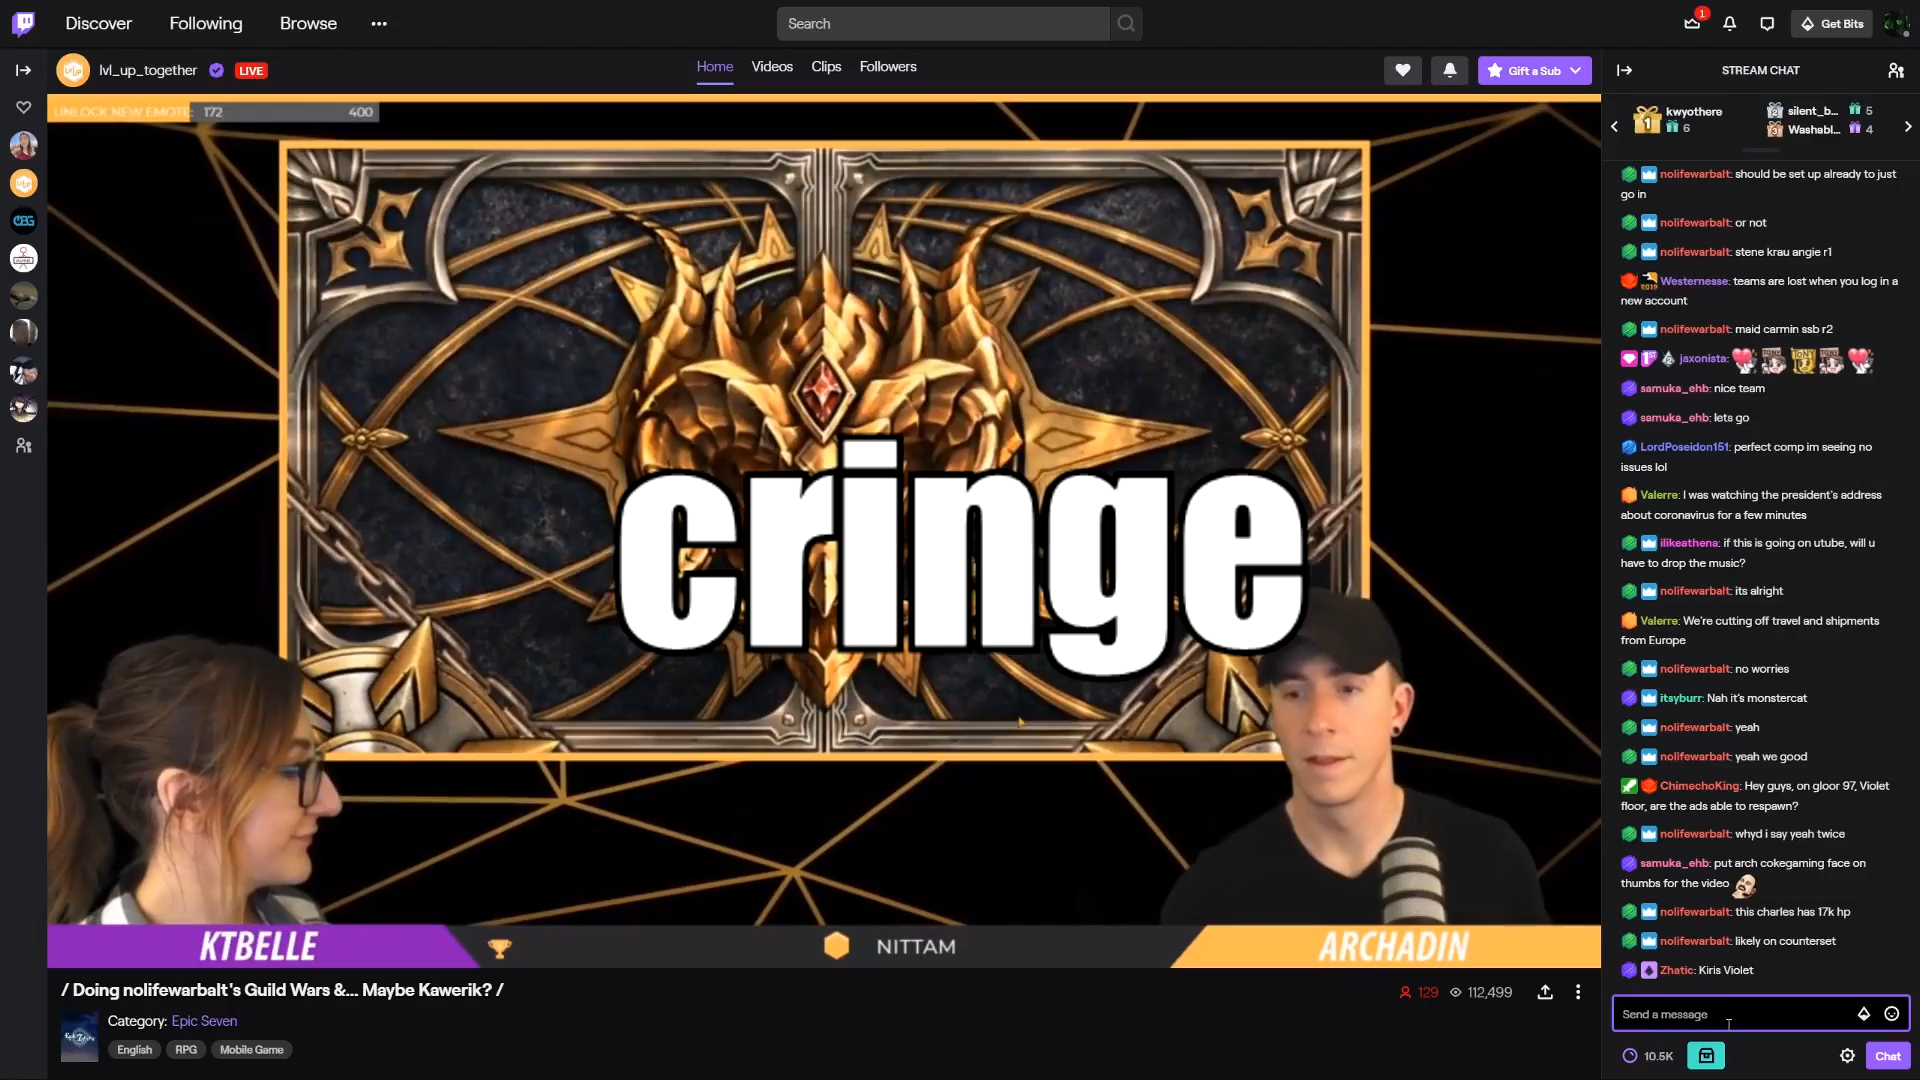 Discover
Following
Browse
Search
1
Get Bits
lvl_up_together
LIVE
Home
Videos
Clips
Followers
Gift a Sub
STREAM CHAT
UNLOCK NEW EMOTE:
172
400
cringe
KTBELLE
NITTAM
ARCHADIN
/ Doing nolifewarbalt's Guild Wars &... Maybe Kawerik? /
129
112,499
Category: Epic Seven
English
RPG
Mobile Game
1
kwyothere
6
2
silent_b...
5
3
Washabl...
4
nolifewarbalt: should be set up already to just
go in
nolifewarbalt: or not
nolifewarbalt: stene krau angie r1
Westernesse: teams are lost when you log in a
new account
nolifewarbalt: maid carmin ssb r2
jaxonista:
samuka_ehb: nice team
samuka_ehb: lets go
LordPoseidon151: perfect comp im seeing no
issues lol
Valerre: I was watching the president's address
about coronavirus for a few minutes
ilikeathena: if this is going on utube, will u
have to drop the music?
nolifewarbalt: its alright
Valerre: We're cutting off travel and shipments
from Europe
nolifewarbalt: no worries
itsyburr: Nah it's monstercat
nolifewarbalt: yeah
nolifewarbalt: yeah we good
ChimechoKing: Hey guys, on gloor 97, Violet
floor, are the ads able to respawn?
nolifewarbalt: whyd i say yeah twice
samuka_ehb: put arch cokegaming face on
thumbs for the video
nolifewarbalt: this charles has 17k hp
nolifewarbalt: likely on counterset
Zhatic: Kiris Violet
Send a message
10.5K
Chat